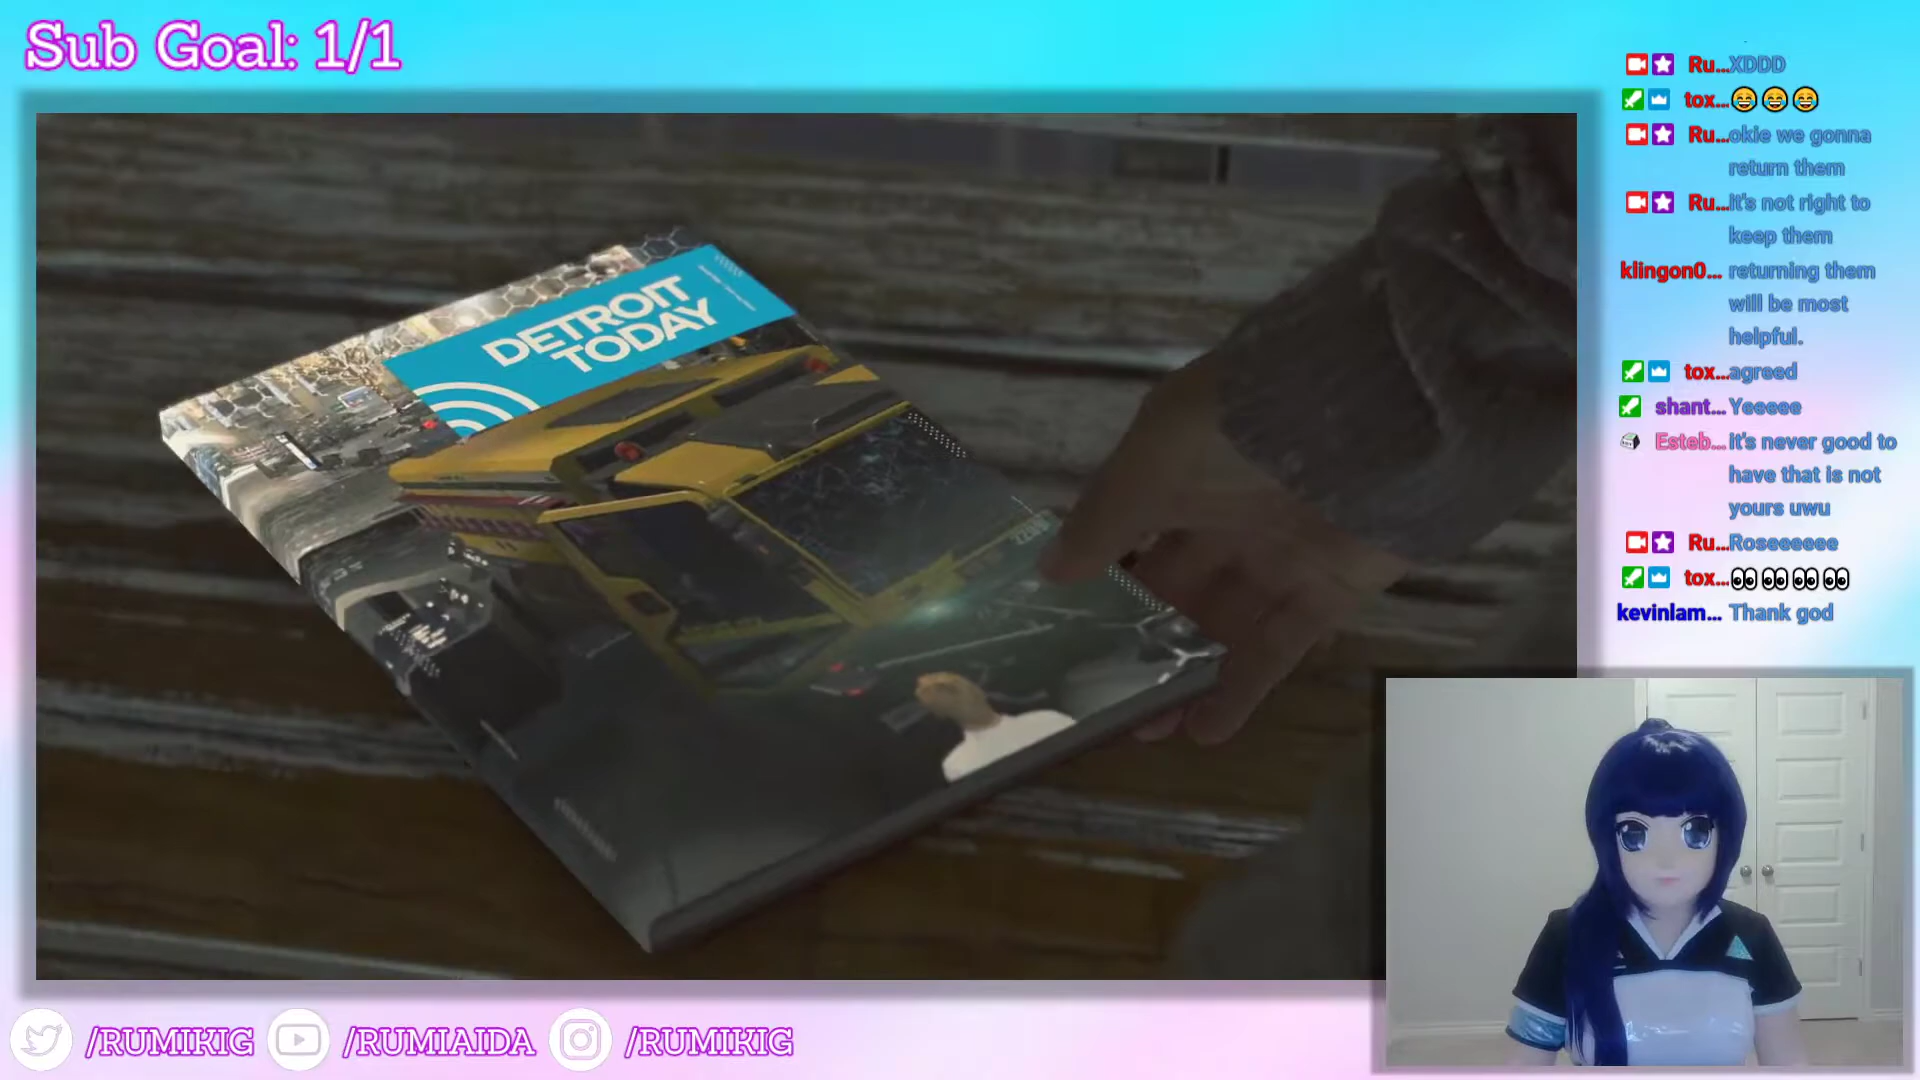 Sub Goal: 1/1
DETROIT
TODAY
Ru...XDDD
tox...😂😂😂
Ru...okie we gonna
return them
Ru...it's not right to
keep them
klingon0... returning them
will be most
helpful.
tox...agreed
shant...Yeeeee
Esteb...It's never good to
have that is not
yours uwu
Ru...Roseeeeee
tox...👀👀👀👀
kevinlam... Thank god
/RUMIKIG
/RUMIAIDA
/RUMIKIG